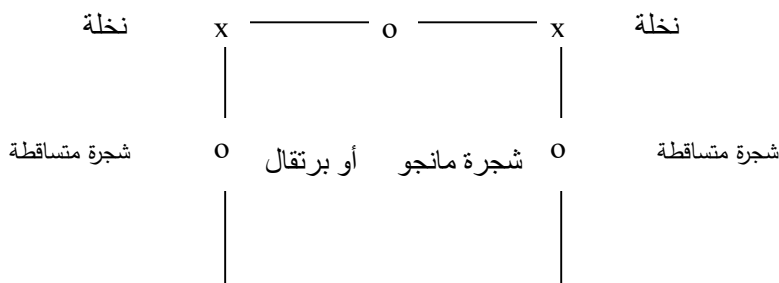 نخلة x o x نخلة
شجرة متساقطة o شجرة مانجو أو برتقال o شجرة متساقطة